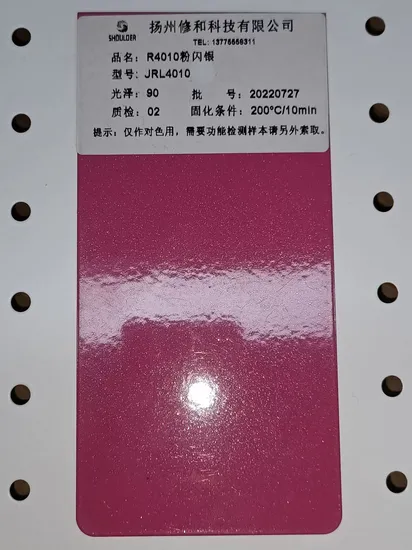 扬州修和科技有限公司
SHOULDER
TEL: 13776566311
品名: R4010粉闪银
型号: JRL4010
光泽: 90 批 号: 20220727
质检: 02 固化条件: 200°C/10min
提示: 仅作对色用, 需要功能检测样本请另外索取。